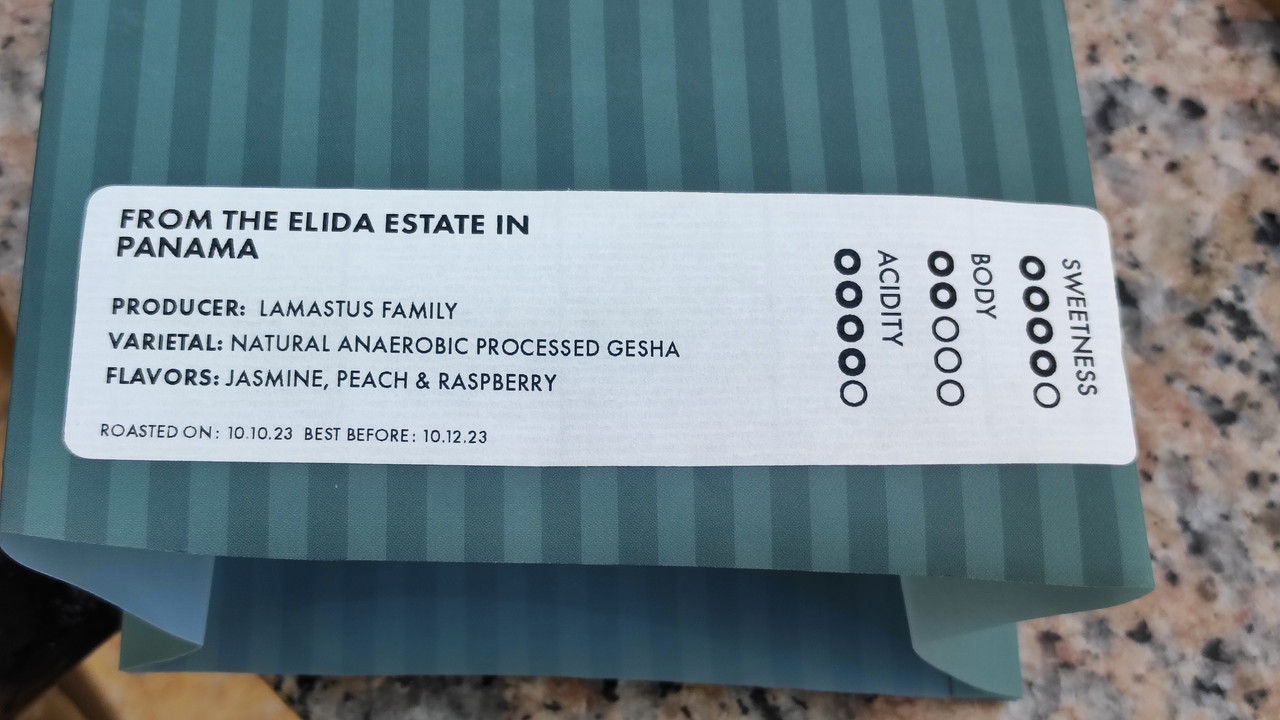 FROM THE ELIDA ESTATE IN
PANAMA
PRODUCER: LAMASTUS FAMILY
VARIETAL: NATURAL ANAEROBIC PROCESSED GESHA
FLAVORS: JASMINE, PEACH & RASPBERRY
ROASTED ON: 10.10.23 BEST BEFORE: 10.12.23
ACIDITY
BODY
SWEETNESS